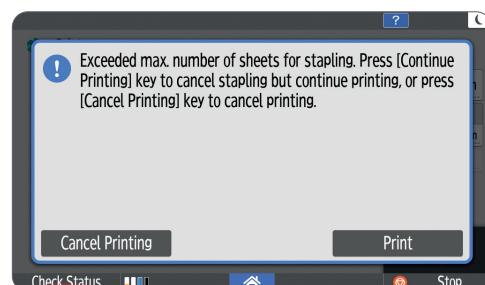 ?
Exceeded max. number of sheets for stapling. Press [Continue
Printing] key to cancel stapling but continue printing, or press
[Cancel Printing] key to cancel printing.
Cancel Printing
Print
Check Status
Stop